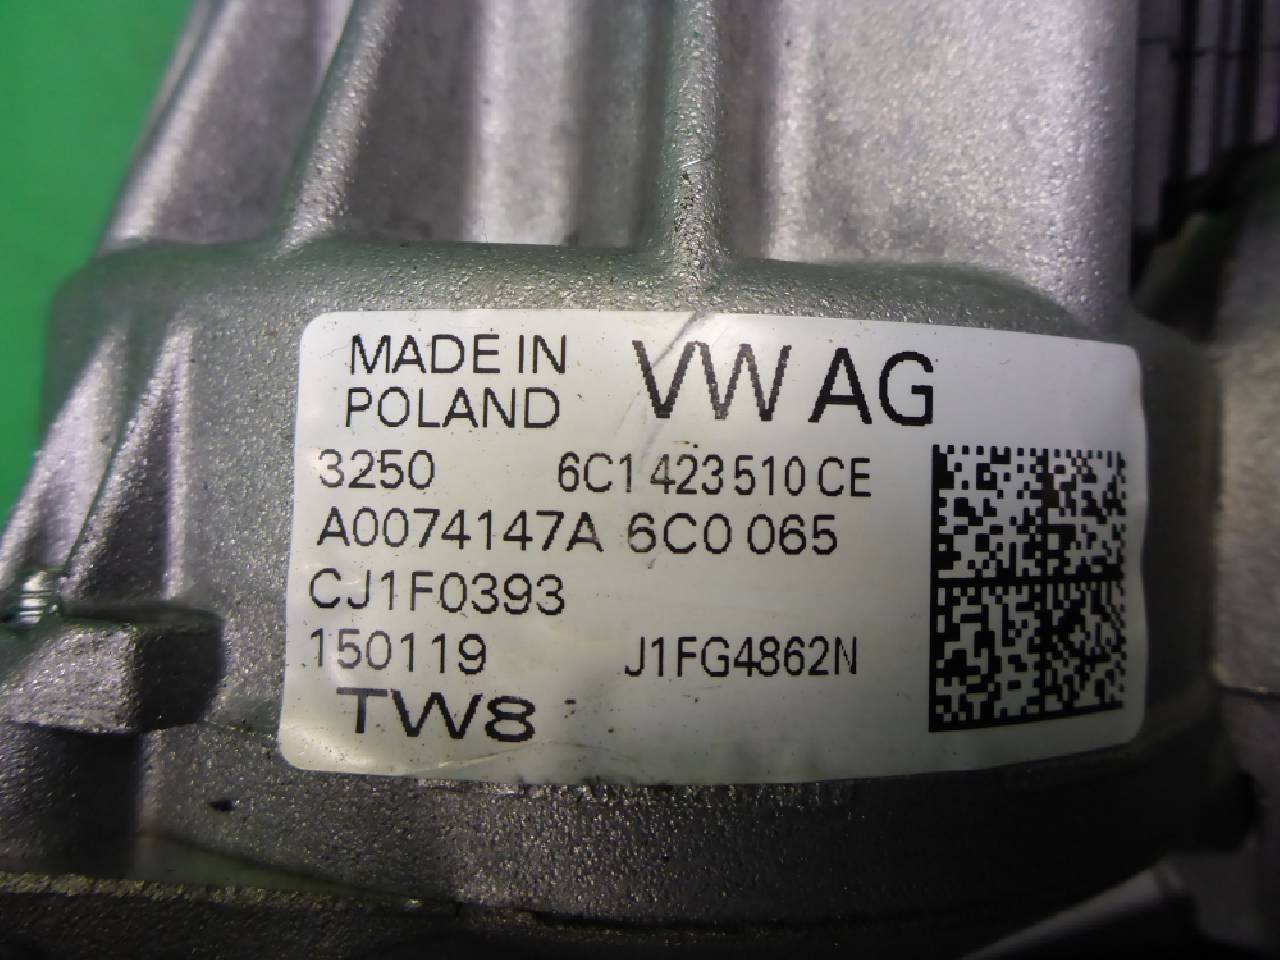 MADE IN
POLAND
VW AG
3250 6C1 423 510 CE
A0074147A 6C0 065
CJ1F0393
150119 J1FG4862N
TW8